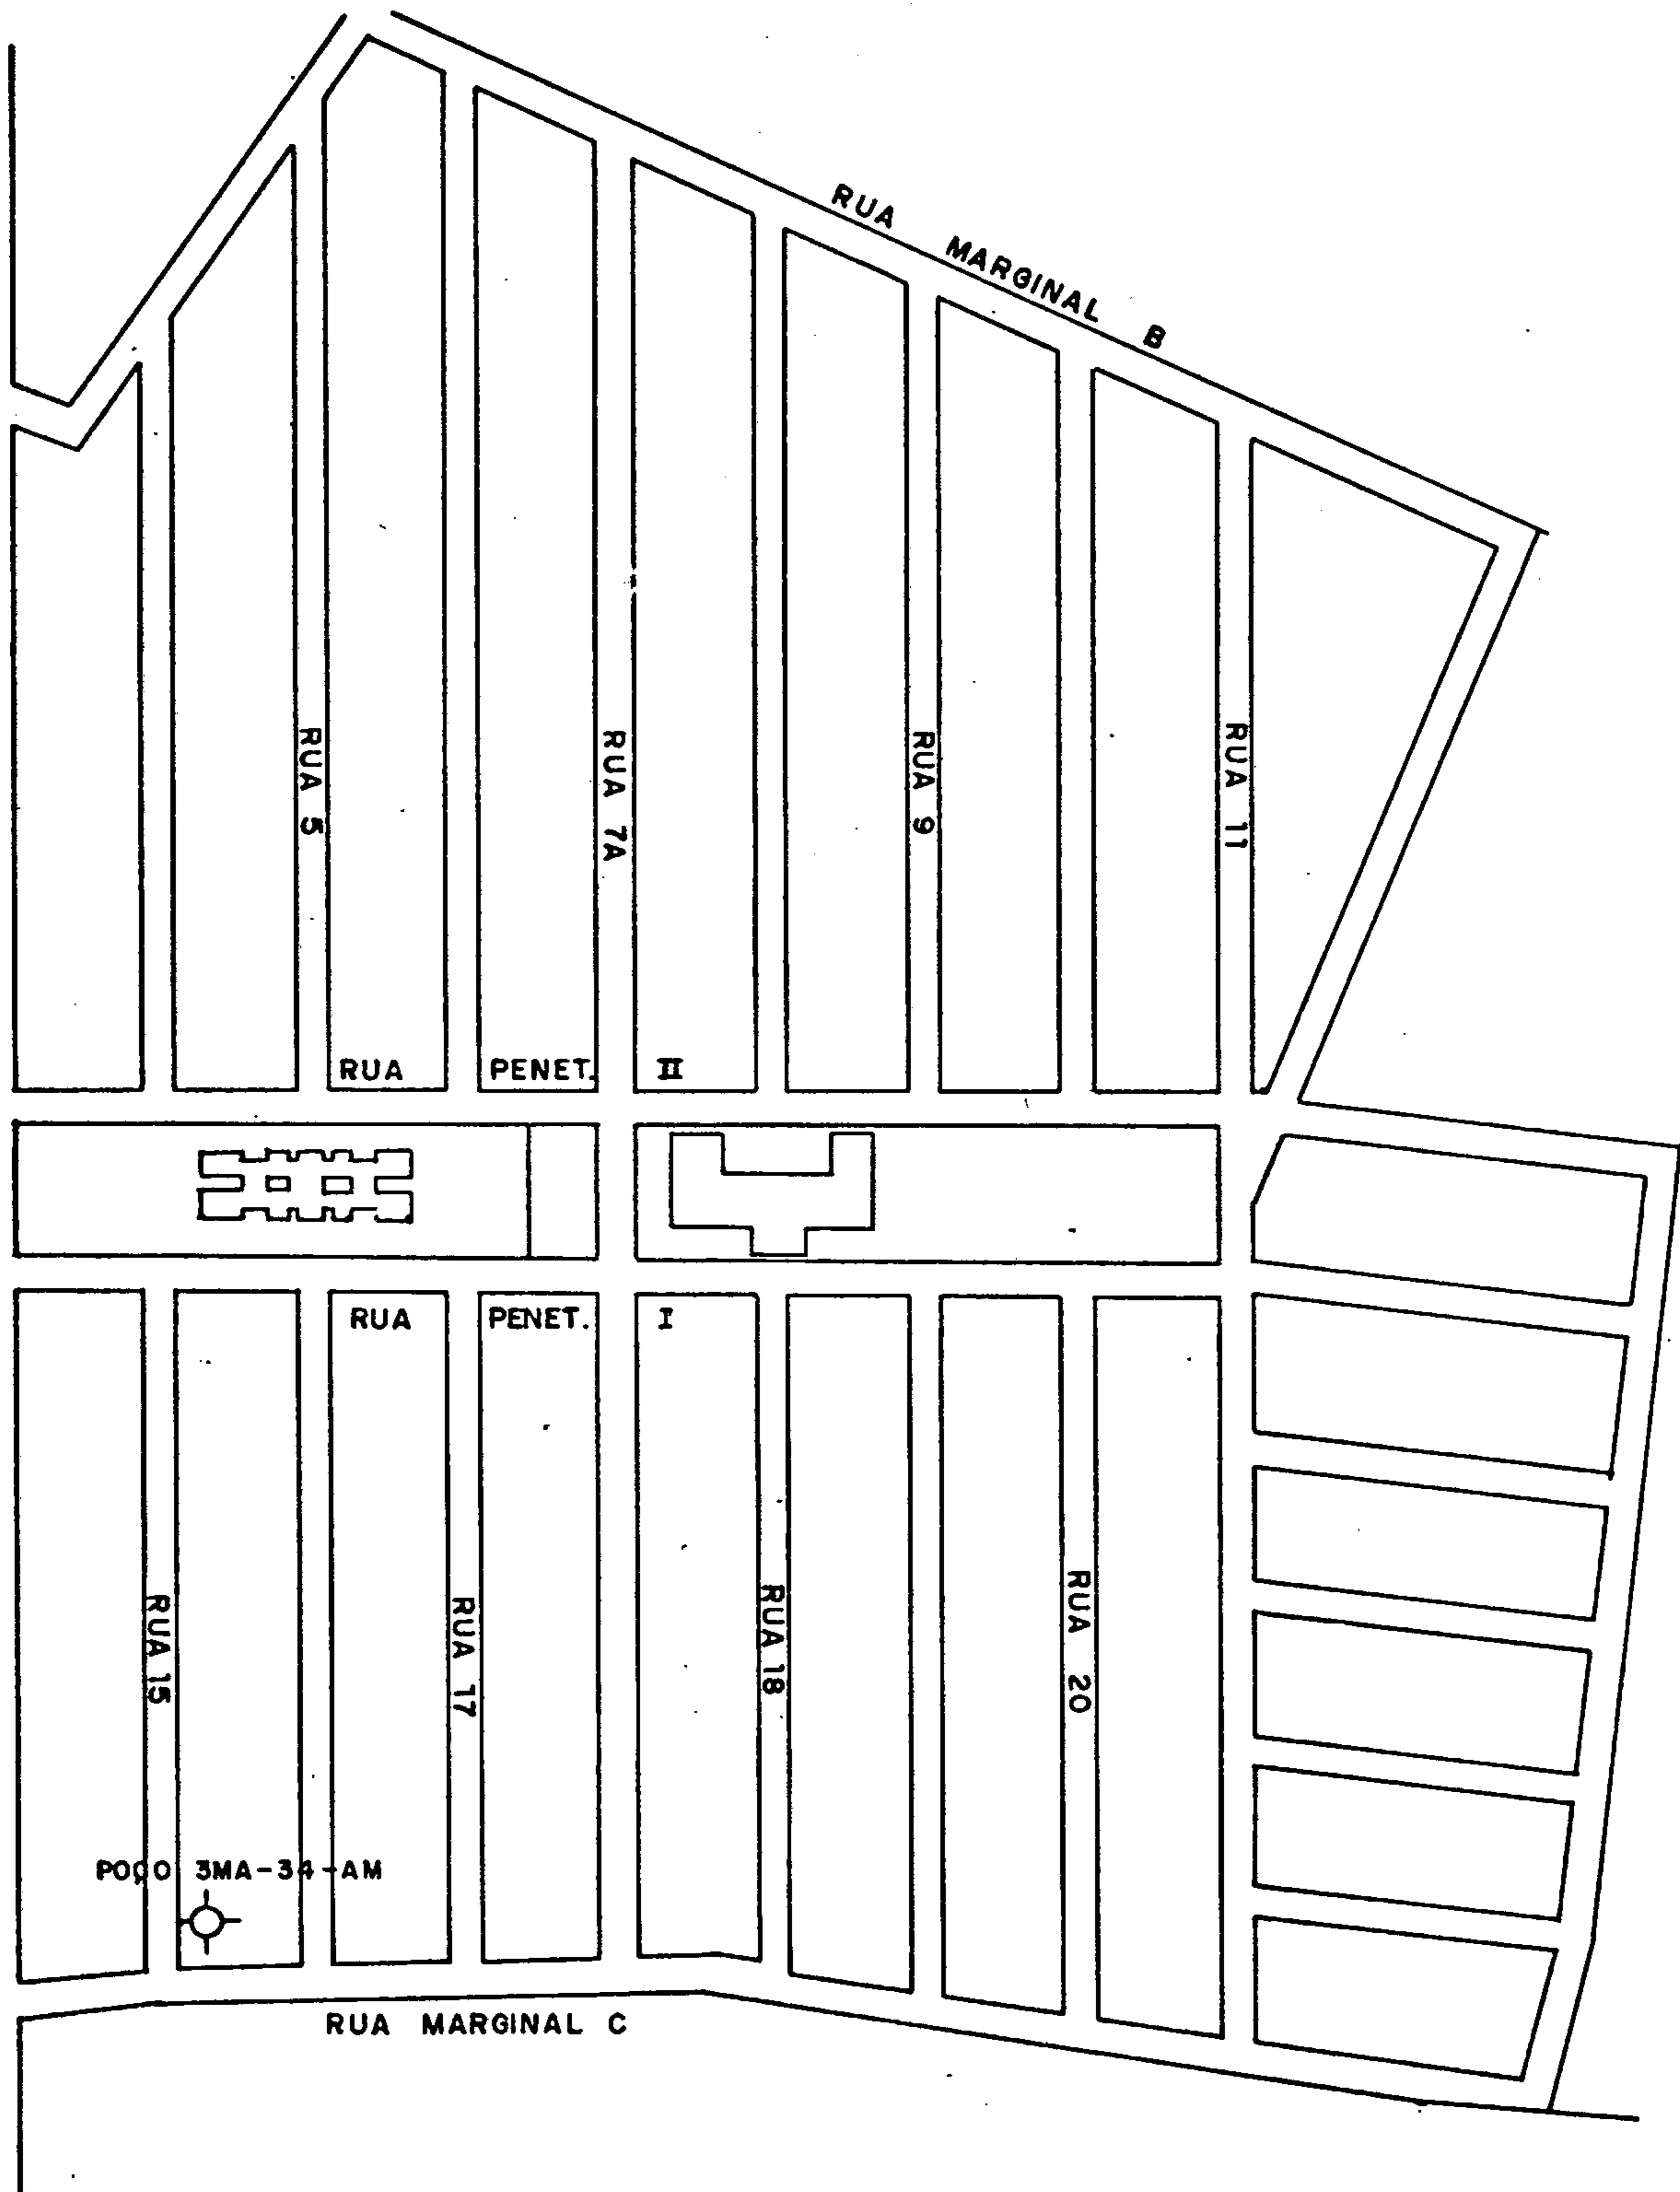 RUA MARGINAL B
RUA 5
RUA 7A
RUA 9
RUA 11
RUA PENET. II
RUA PENET. I
RUA 15
RUA 17
RUA 18
RUA 20
POÇO 3MA-34-AM
RUA MARGINAL C